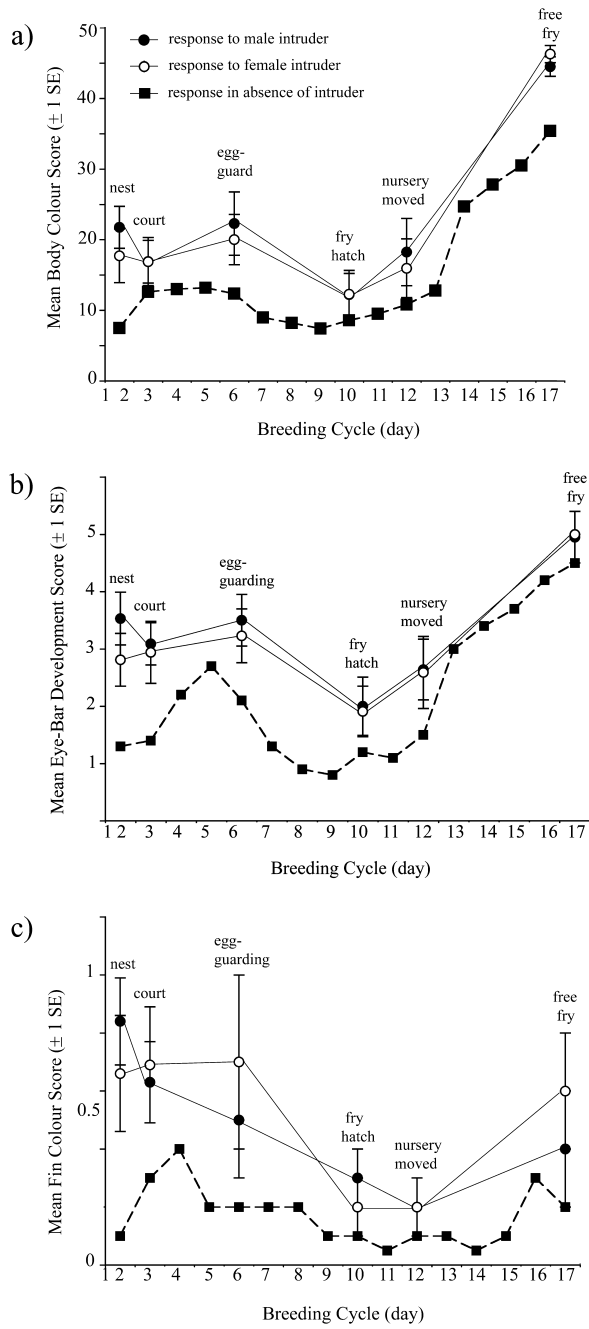 a)
50
40
30
20
10
0
Mean Body Colour Score (± 1 SE)
response to male intruder
response to female intruder
response in absence of intruder
nest
court
egg-
guard
fry
hatch
nursery
moved
free
fry
1 2 3 4 5 6 7 8 9 10 11 12 13 14 15 16 17
Breeding Cycle (day)
b)
5
4
3
2
1
Mean Eye-Bar Development Score (± 1 SE)
nest
court
egg-
guarding
fry
hatch
nursery
moved
free
fry
1 2 3 4 5 6 7 8 9 10 11 12 13 14 15 16 17
Breeding Cycle (day)
c)
1
0.5
0
Mean Fin Colour Score (± 1 SE)
nest
court
egg-
guarding
fry
hatch
nursery
moved
free
fry
1 2 3 4 5 6 7 8 9 10 11 12 13 14 15 16 17
Breeding Cycle (day)